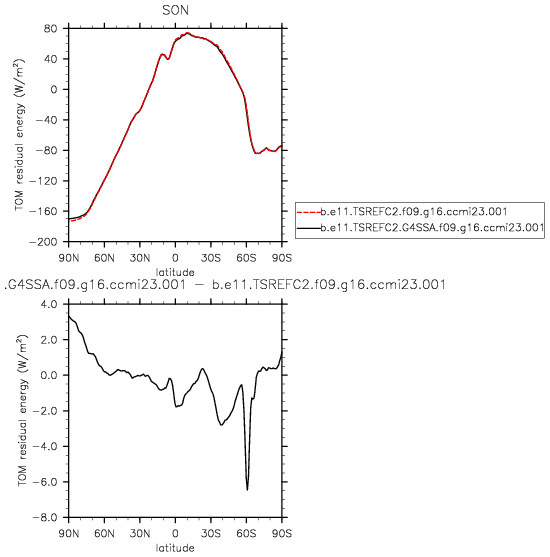 SON
TOM residual energy (W/m²)
80
40
0
−40
−80
−120
−160
−200
90N 60N 30N 0 30S 60S 90S
latitude
b.e11.TSREFC2.f09.g16.ccmi23.001
b.e11.TSREFC2.G4SSA.f09.g16.ccmi23.001
.G4SSA.f09.g16.ccmi23.001 − b.e11.TSREFC2.f09.g16.ccmi23.001
TOM residual energy (W/m²)
4.0
2.0
0.0
−2.0
−4.0
−6.0
−8.0
90N 60N 30N 0 30S 60S 90S
latitude